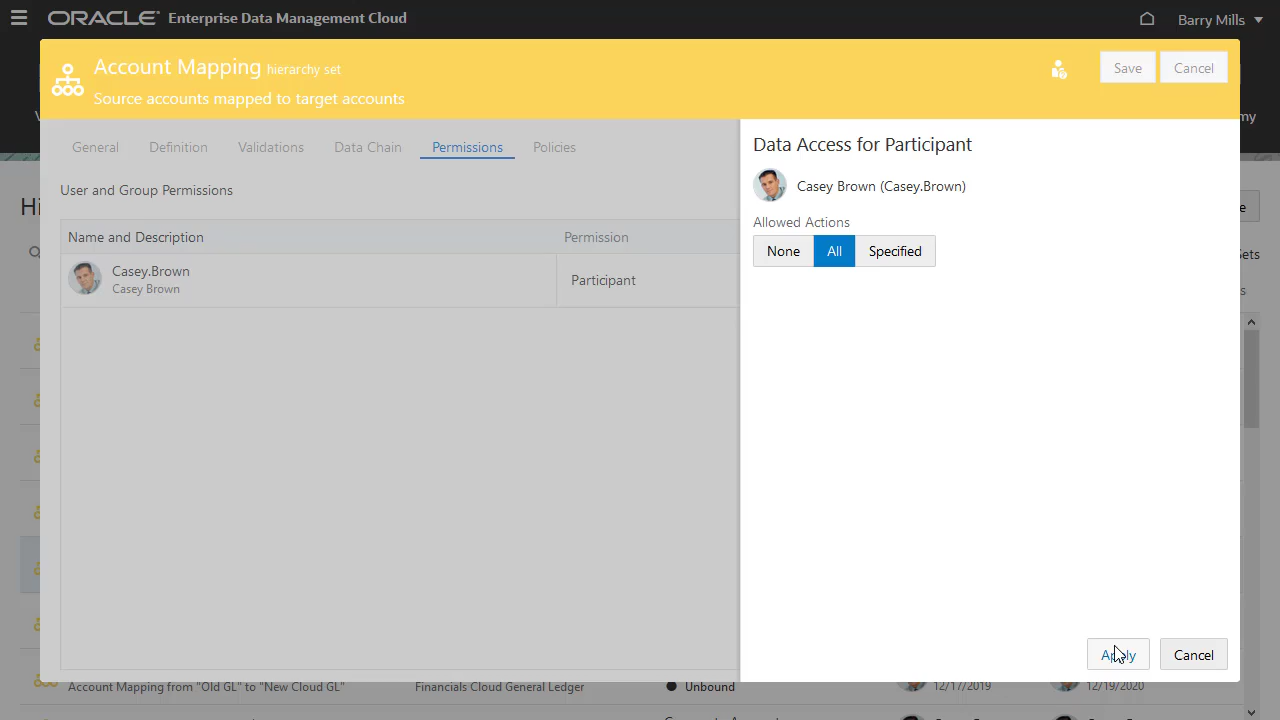 ORACLE Enterprise Data Management Cloud
Barry Mills
Account Mapping hierarchy set
Save
Cancel
Source accounts mapped to target accounts
General
Definition
Validations
Data Chain
Permissions
Policies
User and Group Permissions
Name and Description
Permission
Casey.Brown
Casey Brown
Participant
Data Access for Participant
Casey Brown (Casey.Brown)
Allowed Actions
None
All
Specified
Apply
Cancel
Account Mapping from "Old GL" to "New Cloud GL"
Financials Cloud General Ledger
Unbound
12/17/2019
12/19/2020